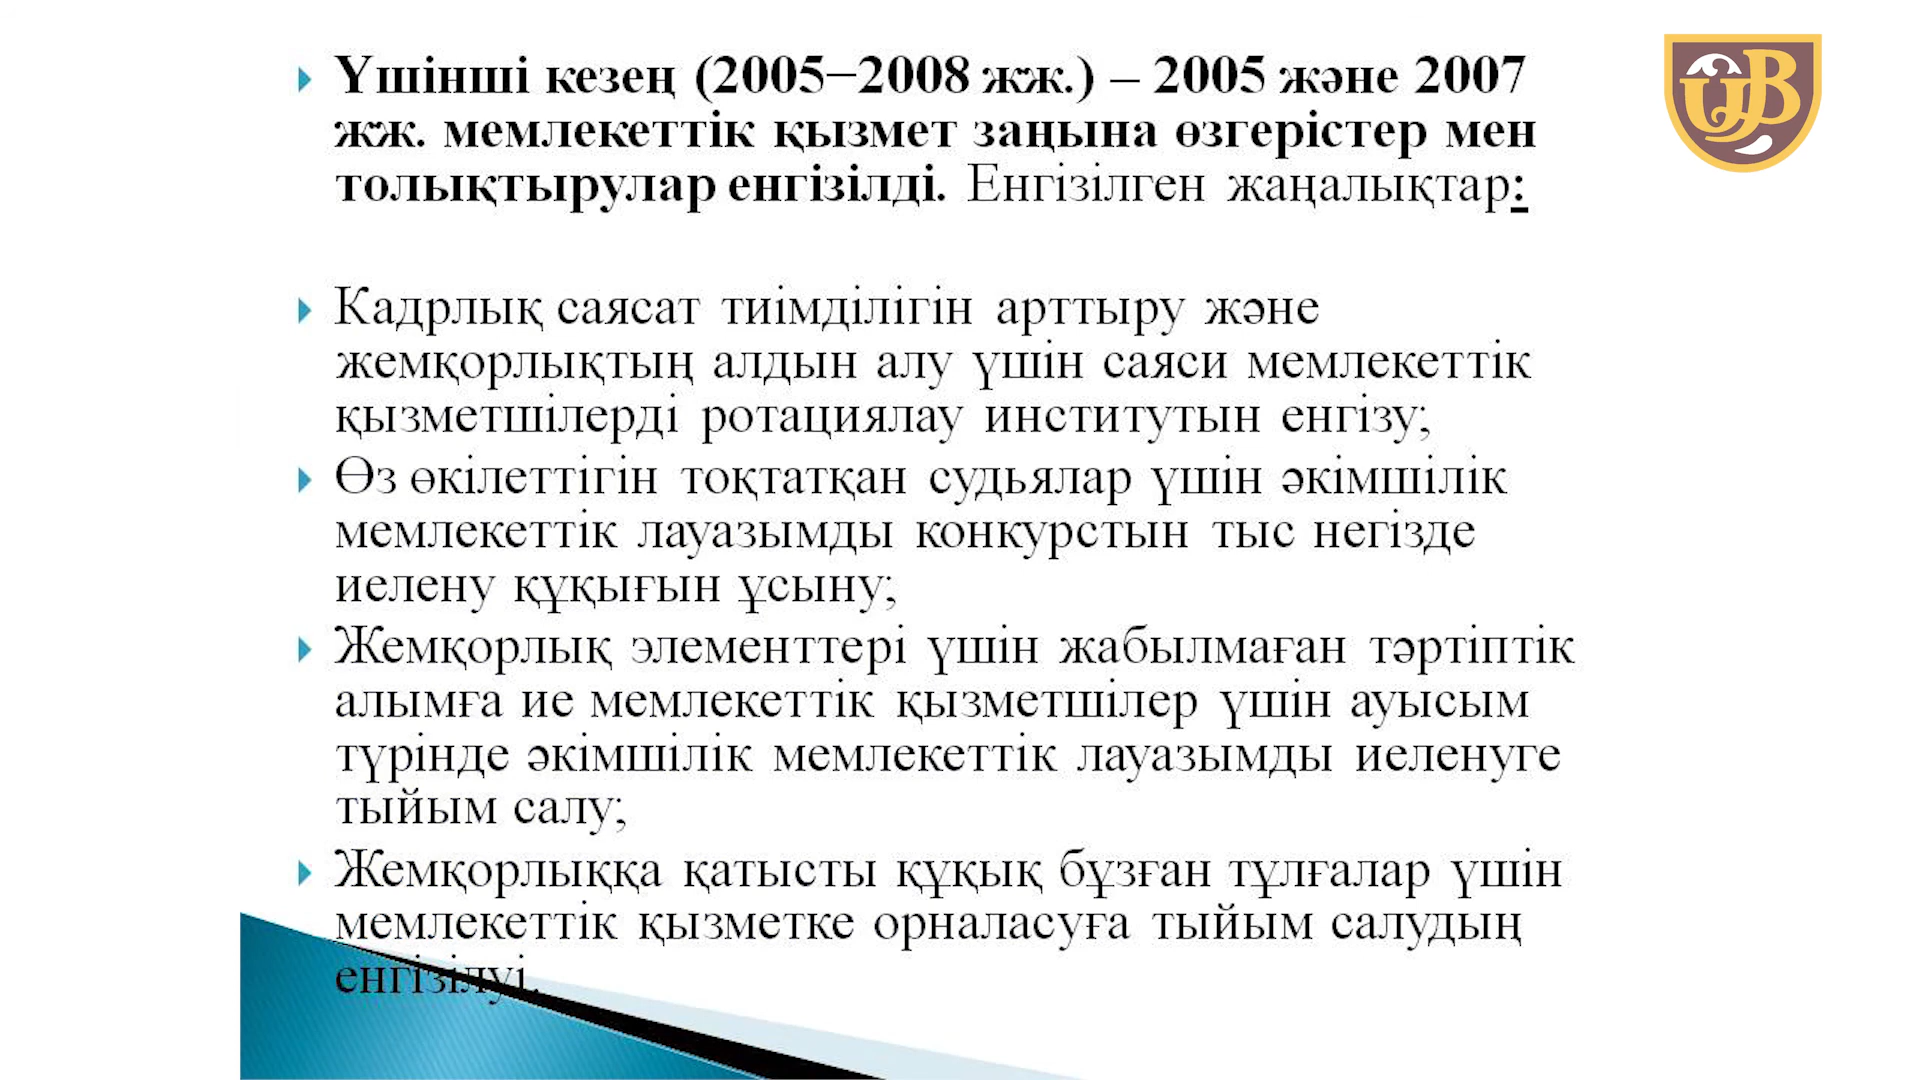 Үшінші кезең (2005−2008 жж.) – 2005 және 2007
жж. мемлекеттік қызмет заңына өзгерістер мен
толықтырулар енгізілді. Енгізілген жаңалықтар:
Кадрлық саясат тиімділігін арттыру және
жемқорлықтың алдын алу үшін саяси мемлекеттік
қызметшілерді ротациялау институтын енгізу;
Өз өкілеттігін тоқтатқан судьялар үшін әкімшілік
мемлекеттік лауазымды конкурстын тыс негізде
иелену құқығын ұсыну;
Жемқорлық элементтері үшін жабылмаған тәртіптік
алымға ие мемлекеттік қызметшілер үшін ауысым
түрінде әкімшілік мемлекеттік лауазымды иеленуге
тыйым салу;
Жемқорлыққа қатысты құқық бұзған тұлғалар үшін
мемлекеттік қызметке орналасуға тыйым салудың
енгізілуі.